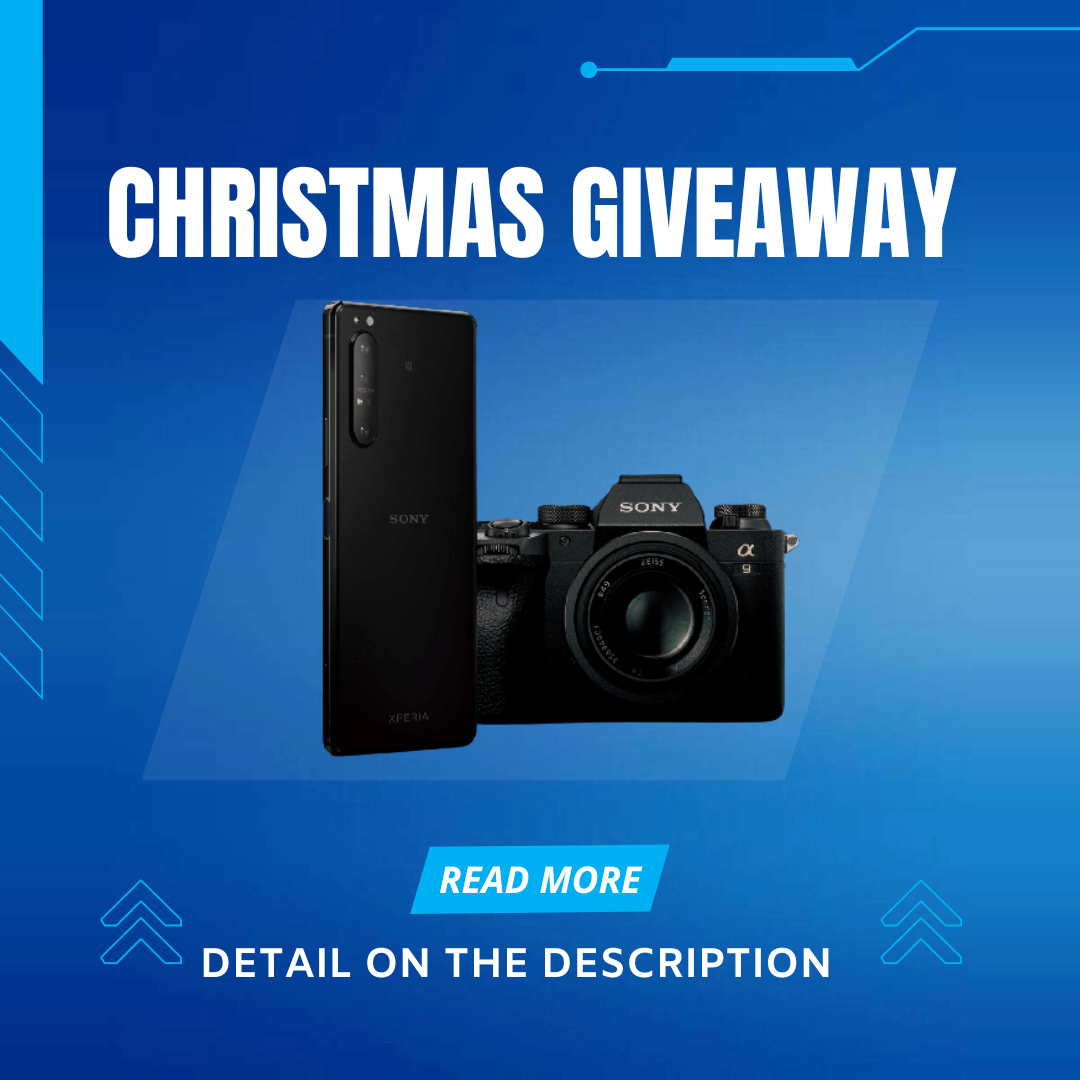 CHRISTMAS GIVEAWAY
SONY
XPERIA
SONY
α
9
ZEISS
READ MORE
DETAIL ON THE DESCRIPTION